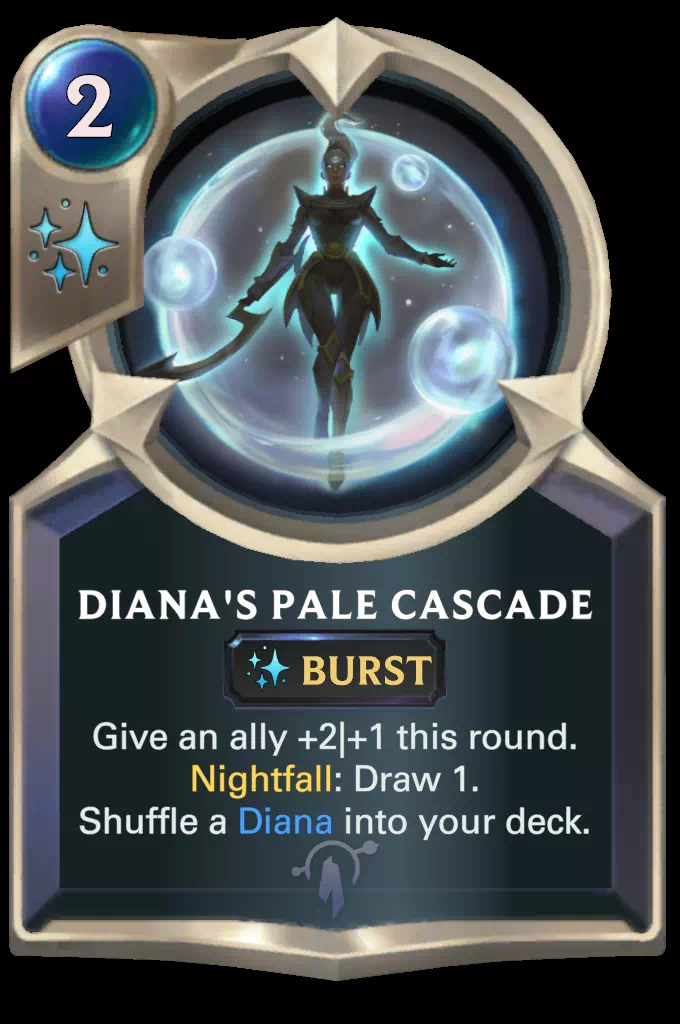 2
DIANA'S PALE CASCADE
BURST
Give an ally +2|+1 this round.
Nightfall: Draw 1.
Shuffle a Diana into your deck.